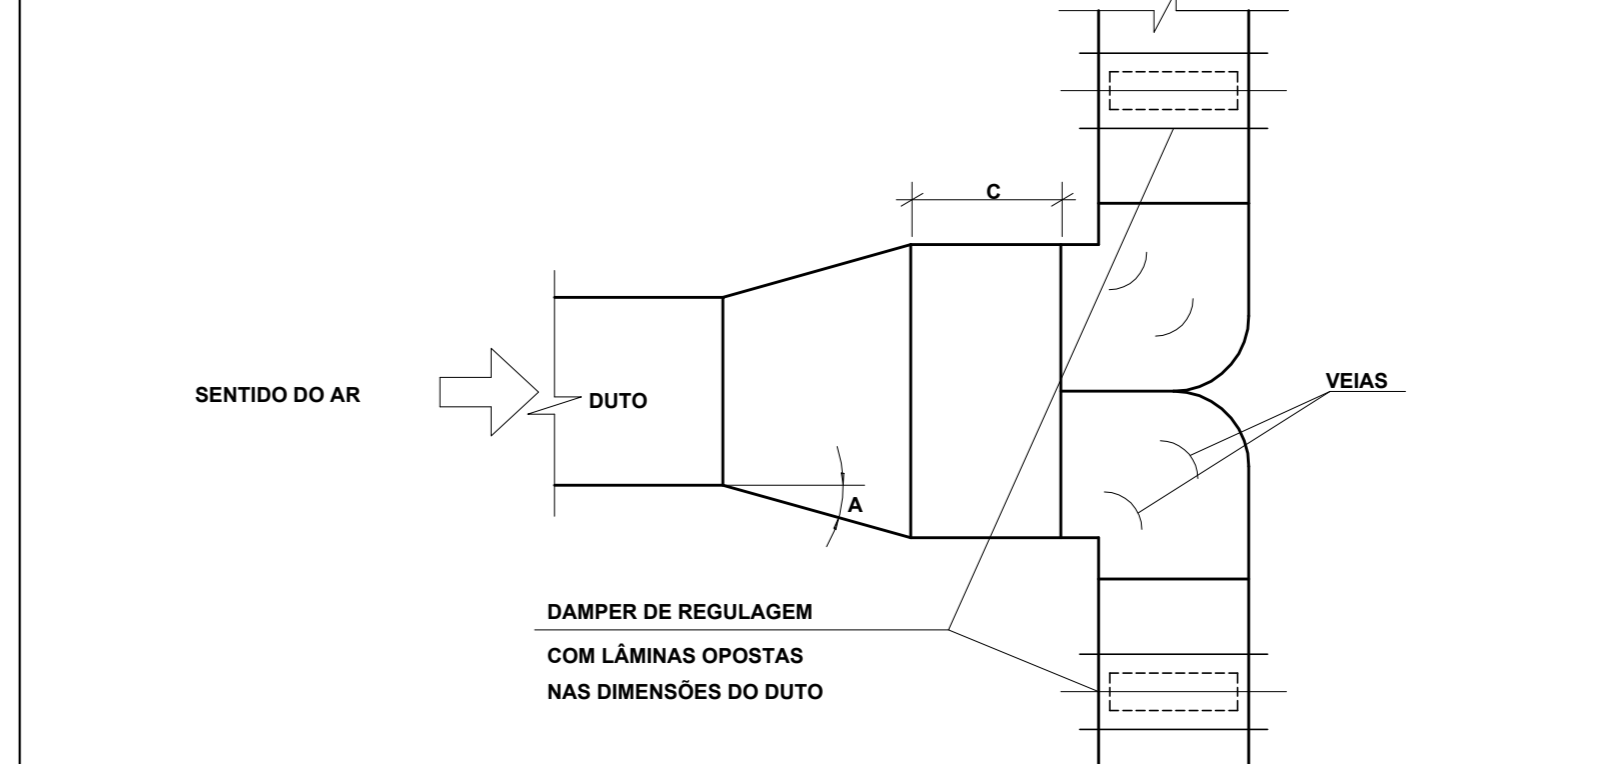 C
SENTIDO DO AR
DUTO
VEIAS
A
DAMPER DE REGULAGEM
COM LÂMINAS OPOSTAS
NAS DIMENSÕES DO DUTO